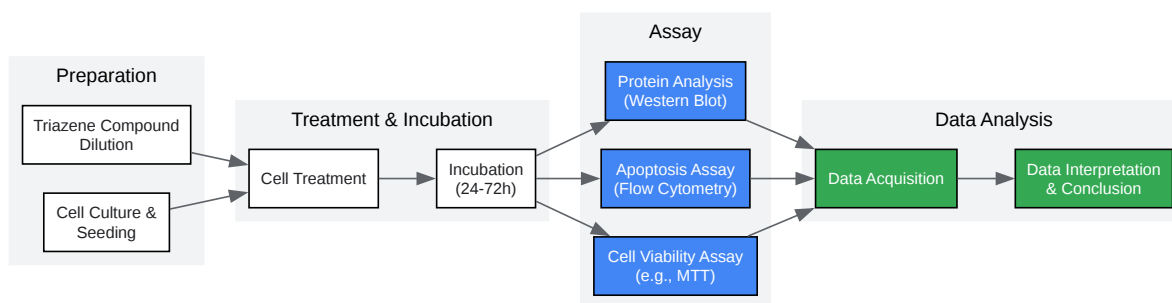 Preparation
Triazene Compound
Dilution
Cell Culture &
Seeding
Treatment & Incubation
Cell Treatment
Incubation
(24-72h)
Assay
Protein Analysis
(Western Blot)
Apoptosis Assay
(Flow Cytometry)
Cell Viability Assay
(e.g., MTT)
Data Analysis
Data Acquisition
Data Interpretation
& Conclusion